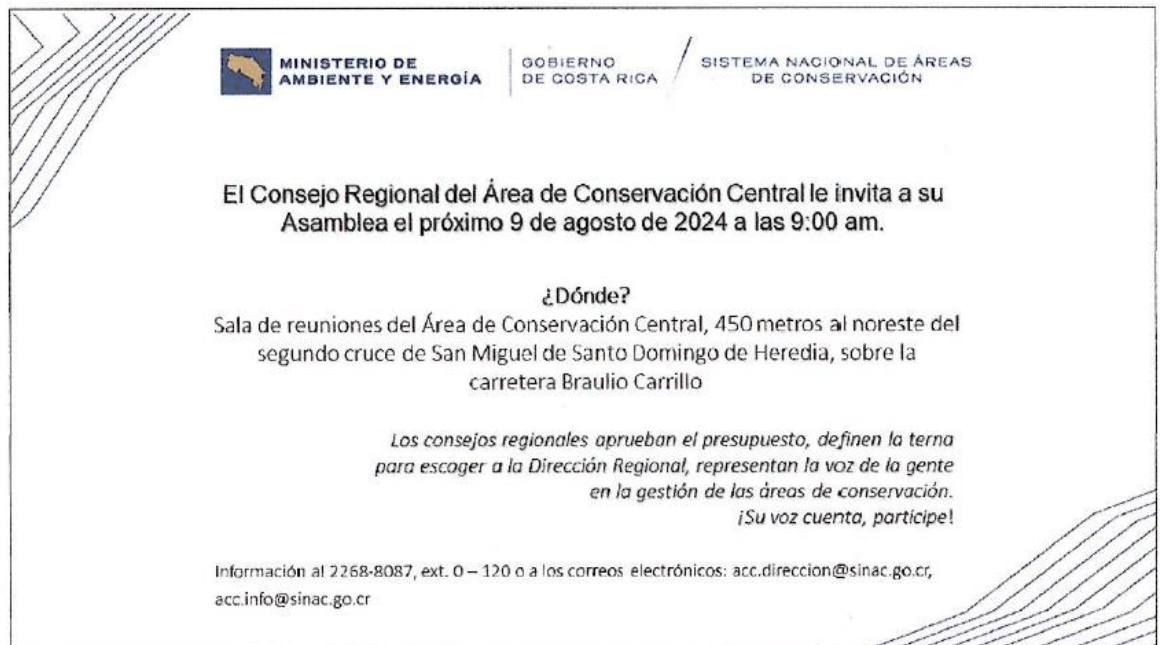 MINISTERIO DE
AMBIENTE Y ENERGÍA
GOBIERNO
DE COSTA RICA
SISTEMA NACIONAL DE ÁREAS
DE CONSERVACIÓN
El Consejo Regional del Área de Conservación Central le invita a su
Asamblea el próximo 9 de agosto de 2024 a las 9:00 am.
¿Dónde?
Sala de reuniones del Área de Conservación Central, 450 metros al noreste del
segundo cruce de San Miguel de Santo Domingo de Heredia, sobre la
carretera Braulio Carrillo
Los consejos regionales aprueban el presupuesto, definen la terna
para escoger a la Dirección Regional, representan la voz de la gente
en la gestión de las áreas de conservación.
¡Su voz cuenta, participe!
Información al 2268-8087, ext. 0 – 120 o a los correos electrónicos: acc.direccion@sinac.go.cr,
acc.info@sinac.go.cr